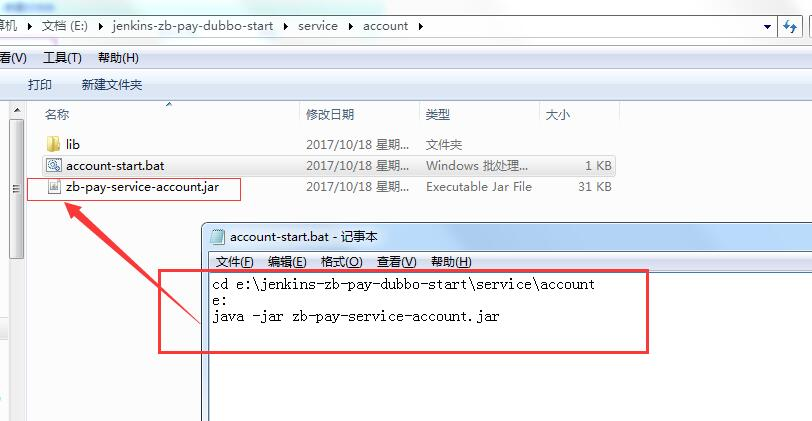 文档 (E:) jenkins-zb-pay-dubbo-start service account
看(V) 工具(T) 帮助(H)
打印 新建文件夹
名称 修改日期 类型 大小
lib 2017/10/18 星期... 文件夹
account-start.bat 2017/10/18 星期... Windows 批处理... 1 KB
zb-pay-service-account.jar 2017/10/18 星期... Executable Jar File 31 KB
account-start.bat - 记事本
文件(F) 编辑(E) 格式(O) 查看(V) 帮助(H)
cd e:\jenkins-zb-pay-dubbo-start\service\account
e:
java -jar zb-pay-service-account.jar